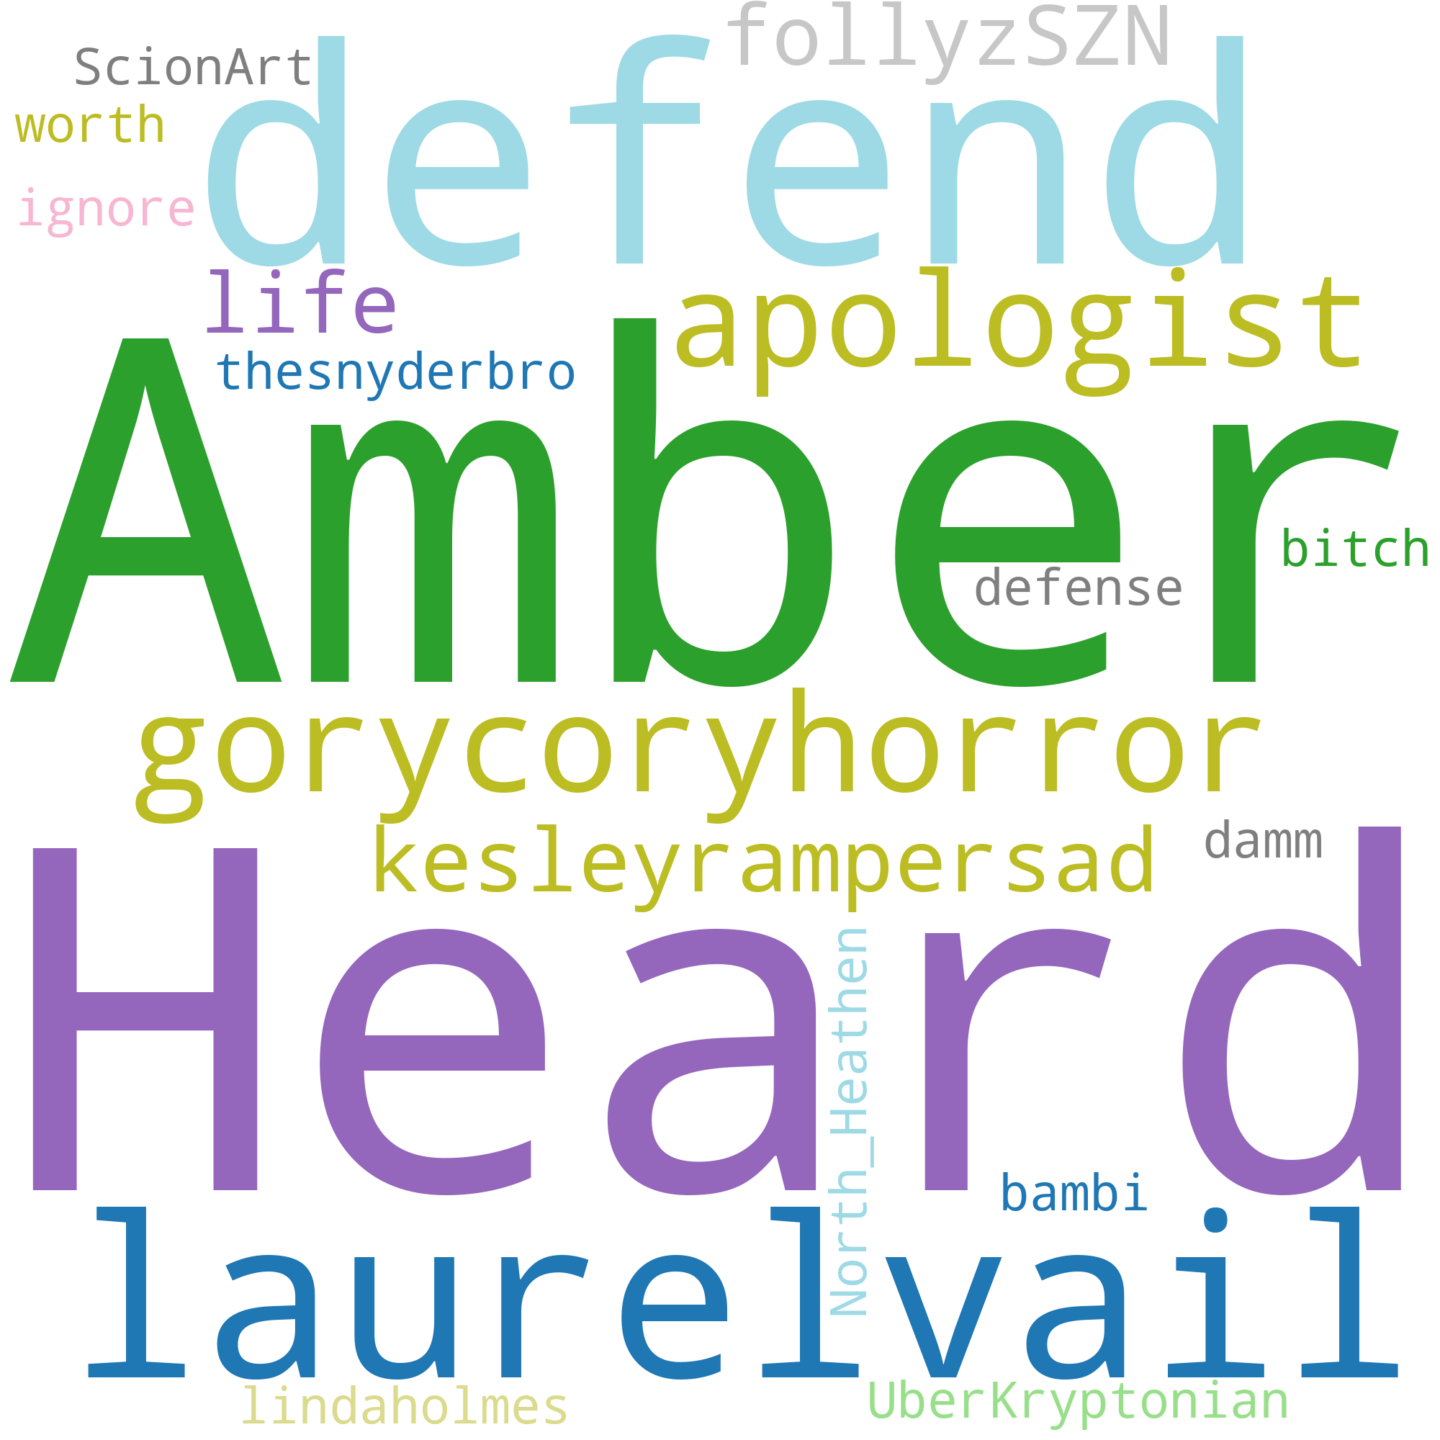 follyzSZN
ScionArt
defend
worth
ignore
life
apologist
thesnyderbro
Amber
bitch
defense
gorycoryhorror
kesleyrampersad
damm
Heard
North_Heathen
bambi
laurelvail
lindaholmes
UberKryptonian